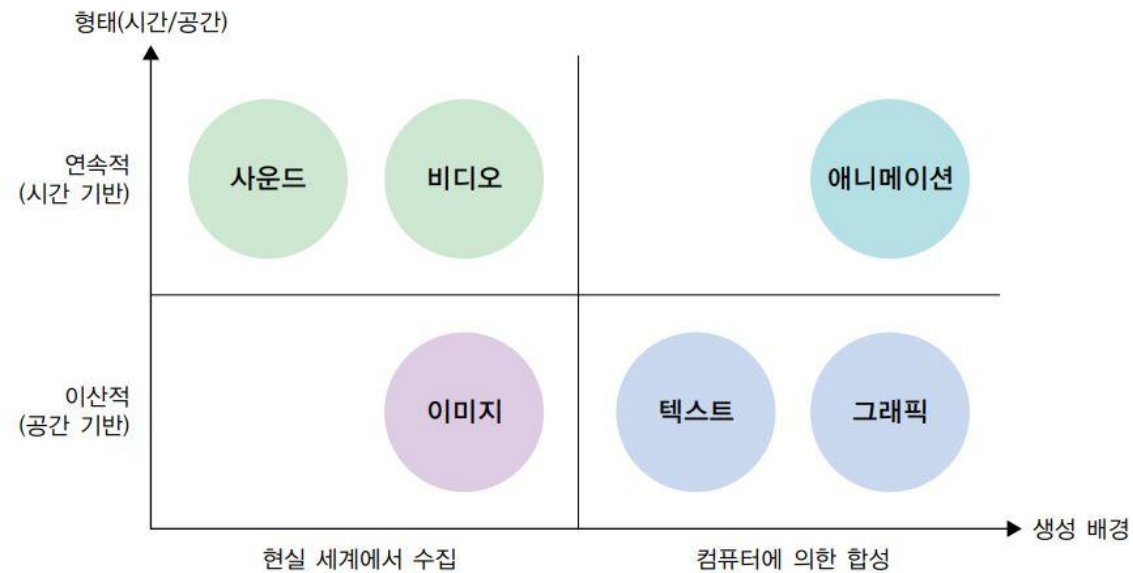 형태(시간/공간)
연속적
(시간 기반)
사운드
비디오
애니메이션
이산적
(공간 기반)
이미지
텍스트
그래픽
생성 배경
현실 세계에서 수집
컴퓨터에 의한 합성